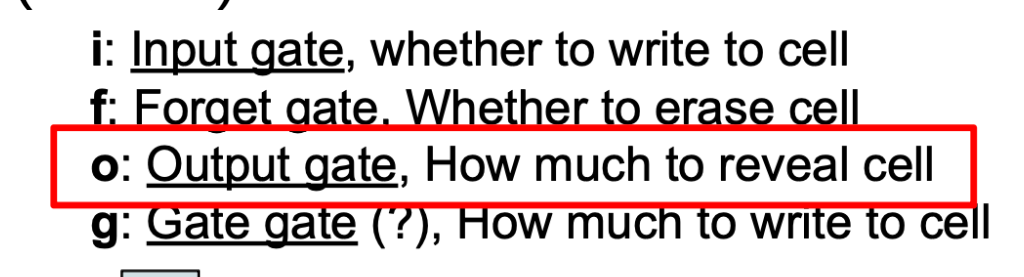 i: Input gate, whether to write to cell
f: Forget gate, Whether to erase cell
o: Output gate, How much to reveal cell
g: Gate gate (?), How much to write to cell